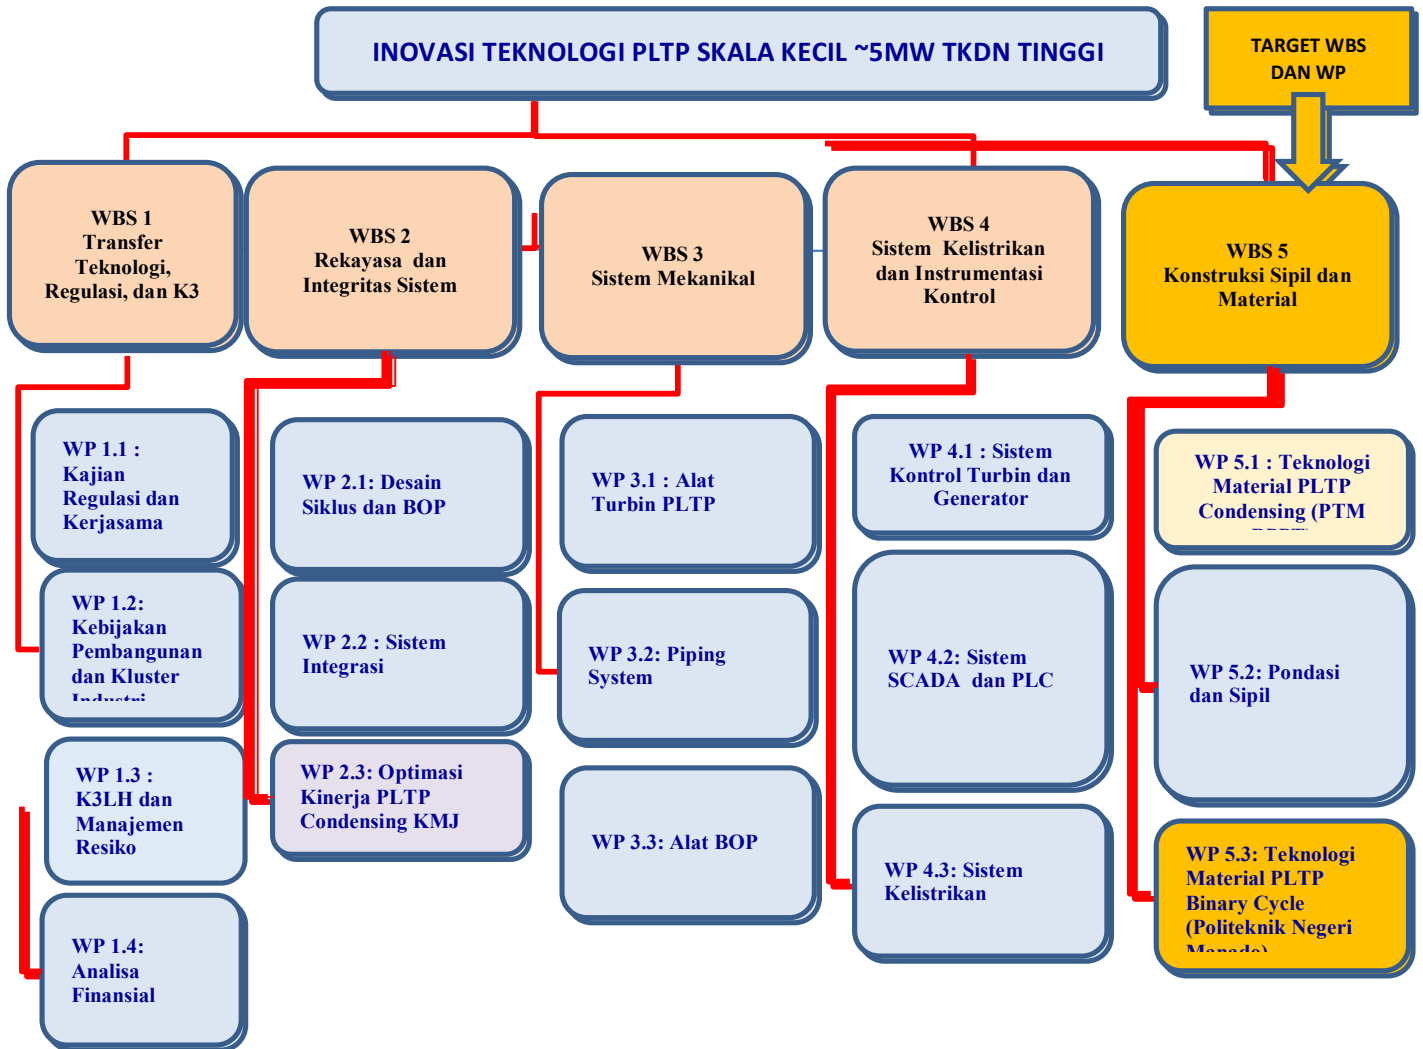 INOVASI TEKNOLOGI PLTP SKALA KECIL ~5MW TKDN TINGGI
TARGET WBS
DAN WP
WBS 1
Transfer
Teknologi,
Regulasi, dan K3
WBS 2
Rekayasa dan
Integritas Sistem
WBS 3
Sistem Mekanikal
WBS 4
Sistem Kelistrikan
dan Instrumentasi
Kontrol
WBS 5
Konstruksi Sipil dan
Material
WP 1.1 :
Kajian
Regulasi dan
Kerjasama
WP 1.2:
Kebijakan
Pembangunan
dan Kluster
Industri
WP 1.3 :
K3LH dan
Manajemen
Resiko
WP 1.4:
Analisa
Finansial
WP 2.1: Desain
Siklus dan BOP
WP 2.2 : Sistem
Integrasi
WP 2.3: Optimasi
Kinerja PLTP
Condensing KMJ
WP 3.1 : Alat
Turbin PLTP
WP 3.2: Piping
System
WP 3.3: Alat BOP
WP 4.1 : Sistem
Kontrol Turbin dan
Generator
WP 4.2: Sistem
SCADA dan PLC
WP 4.3: Sistem
Kelistrikan
WP 5.1 : Teknologi
Material PLTP
Condensing (PTM
WP 5.2: Pondasi
dan Sipil
WP 5.3: Teknologi
Material PLTP
Binary Cycle
(Politeknik Negeri
Manado)